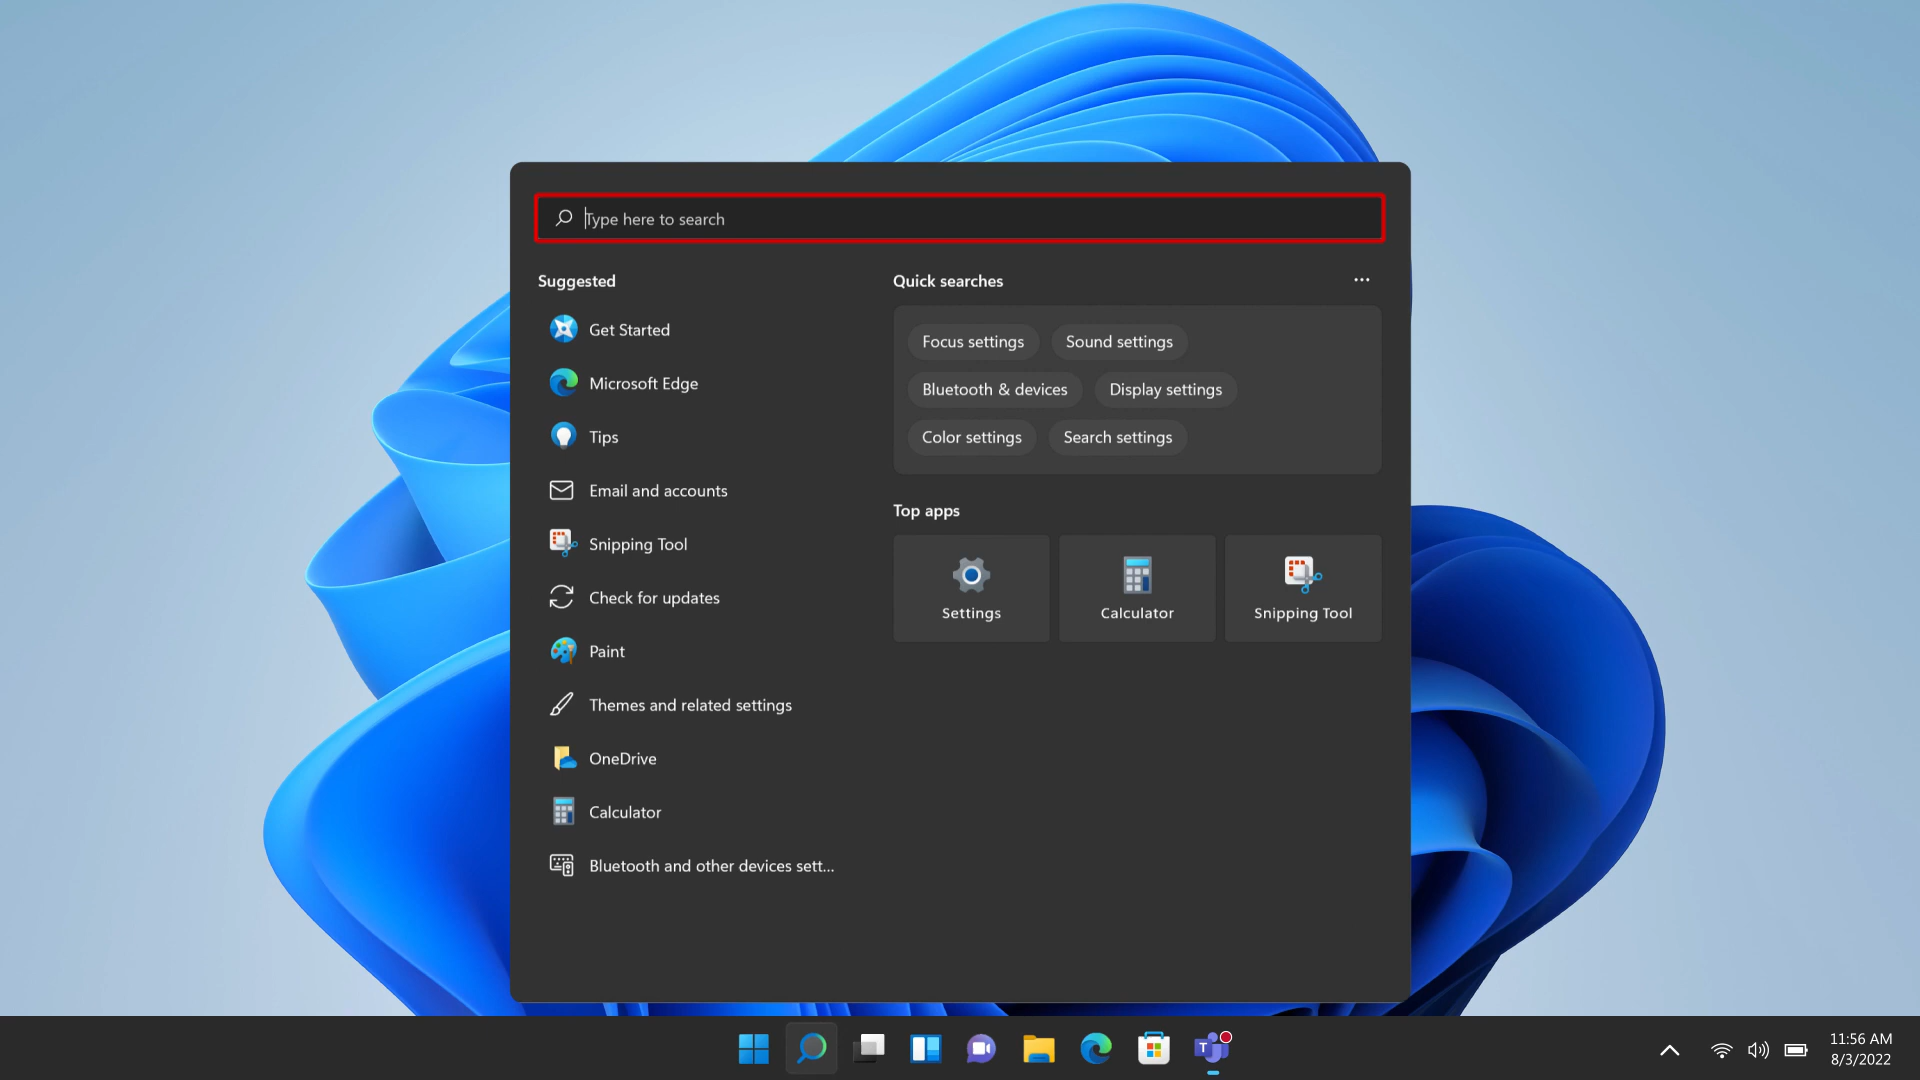 Type here to search
Suggested
Get Started
Microsoft Edge
Tips
Email and accounts
Snipping Tool
Check for updates
Paint
Themes and related settings
OneDrive
Calculator
Bluetooth and other devices sett...
Quick searches
Focus settings
Sound settings
Bluetooth & devices
Display settings
Color settings
Search settings
Top apps
Settings
Calculator
Snipping Tool
T
11:56 AM
8/3/2022